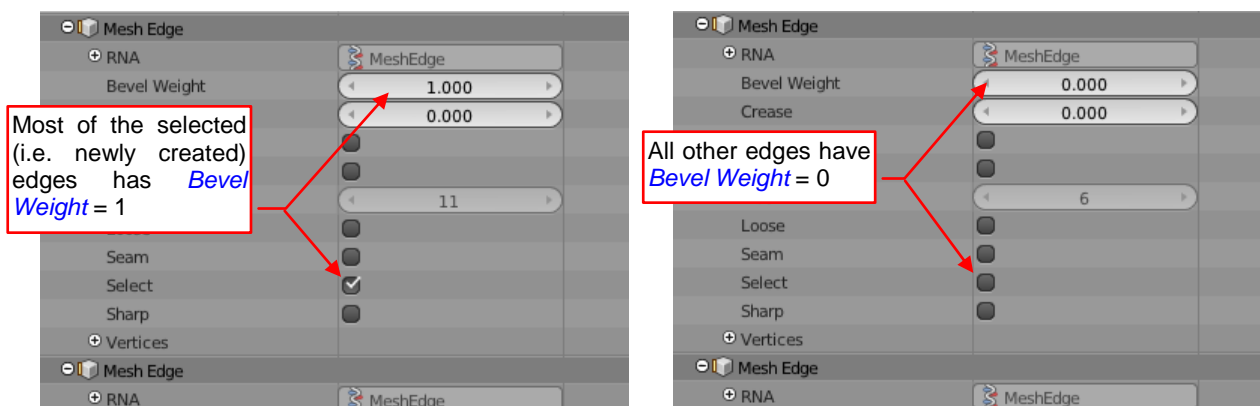 Mesh Edge
RNA
MeshEdge
Bevel Weight
1.000
0.000
Most of the selected
(i.e. newly created)
edges has Bevel
Weight = 1
11
Seam
Select
Sharp
Vertices
Mesh Edge
RNA
MeshEdge
Mesh Edge
RNA
MeshEdge
Bevel Weight
0.000
Crease
0.000
All other edges have
Bevel Weight = 0
6
Loose
Seam
Select
Sharp
Vertices
Mesh Edge
RNA
MeshEdge